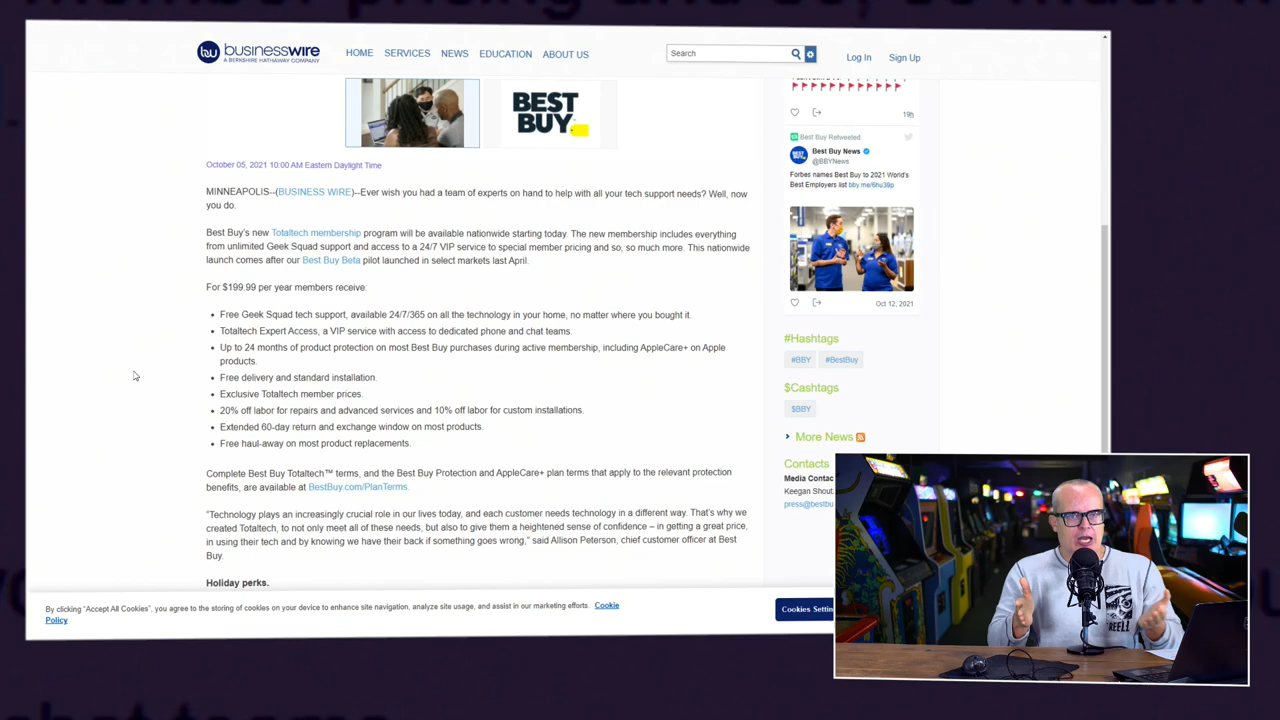 businesswire
A BERKSHIRE HATHAWAY COMPANY
HOME SERVICES NEWS EDUCATION ABOUT US
Search
Log In Sign Up
BEST
BUY
19h
October 05, 2021 10:00 AM Eastern Daylight Time
MINNEAPOLIS--(BUSINESS WIRE)--Ever wish you had a team of experts on hand to help with all your tech support needs? Well, now
you do.
Best Buy's new Totaltech membership program will be available nationwide starting today. The new membership includes everything
from unlimited Geek Squad support and access to a 24/7 VIP service to special member pricing and so, so much more. This nationwide
launch comes after our Best Buy Beta pilot launched in select markets last April.
For $199.99 per year members receive:
• Free Geek Squad tech support, available 24/7/365 on all the technology in your home, no matter where you bought it.
• Totaltech Expert Access, a VIP service with access to dedicated phone and chat teams.
• Up to 24 months of product protection on most Best Buy purchases during active membership, including AppleCare+ on Apple
products.
• Free delivery and standard installation.
• Exclusive Totaltech member prices.
• 20% off labor for repairs and advanced services and 10% off labor for custom installations.
• Extended 60-day return and exchange window on most products.
• Free haul-away on most product replacements.
Complete Best Buy Totaltech™ terms, and the Best Buy Protection and AppleCare+ plan terms that apply to the relevant protection
benefits, are available at BestBuy.com/PlanTerms.
“Technology plays an increasingly crucial role in our lives today, and each customer needs technology in a different way. That's why we
created Totaltech, to not only meet all of these needs, but also to give them a heightened sense of confidence – in getting a great price,
in using their tech and by knowing we have their back if something goes wrong,” said Allison Peterson, chief customer officer at Best
Buy.
Holiday perks.
Best Buy Retweeted
Best Buy News
@BBYNews
Forbes names Best Buy to 2021 World's
Best Employers list bby.me/6hu39p
Oct 12, 2021
#Hashtags
#BBY #BestBuy
$Cashtags
$BBY
More News
Contacts
Media Contac
Keegan Shout
press@bestbu
By clicking “Accept All Cookies”, you agree to the storing of cookies on your device to enhance site navigation, analyze site usage, and assist in our marketing efforts. Cookie
Policy
Cookies Settin